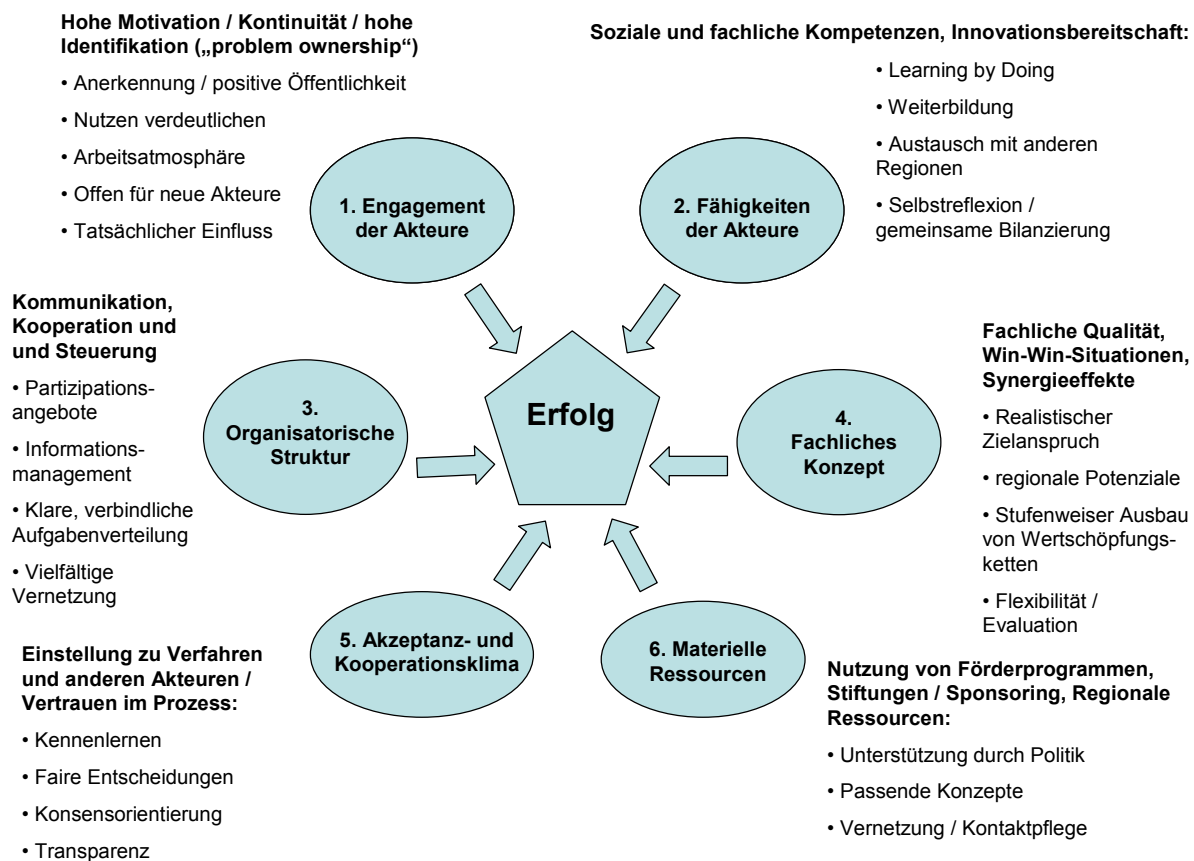 Hohe Motivation / Kontinuität / hohe
Identifikation („problem ownership“)
• Anerkennung / positive Öffentlichkeit
• Nutzen verdeutlichen
• Arbeitsatmosphäre
• Offen für neue Akteure
• Tatsächlicher Einfluss
Soziale und fachliche Kompetenzen, Innovationsbereitschaft:
• Learning by Doing
• Weiterbildung
• Austausch mit anderen
Regionen
• Selbstreflexion /
gemeinsame Bilanzierung
1. Engagement
der Akteure
2. Fähigkeiten
der Akteure
Kommunikation,
Kooperation und
und Steuerung
• Partizipations-
angebote
• Informations-
management
• Klare, verbindliche
Aufgabenverteilung
• Vielfältige
Vernetzung
3.
Organisatorische
Struktur
Erfolg
4.
Fachliches
Konzept
Fachliche Qualität,
Win-Win-Situationen,
Synergieeffekte
• Realistischer
Zielanspruch
• regionale Potenziale
• Stufenweiser Ausbau
von Wertschöpfungs-
ketten
• Flexibilität /
Evaluation
5. Akzeptanz- und
Kooperationsklima
6. Materielle
Ressourcen
Einstellung zu Verfahren
und anderen Akteuren /
Vertrauen im Prozess:
• Kennenlernen
• Faire Entscheidungen
• Konsensorientierung
• Transparenz
Nutzung von Förderprogrammen,
Stiftungen / Sponsoring, Regionale
Ressourcen:
• Unterstützung durch Politik
• Passende Konzepte
• Vernetzung / Kontaktpflege